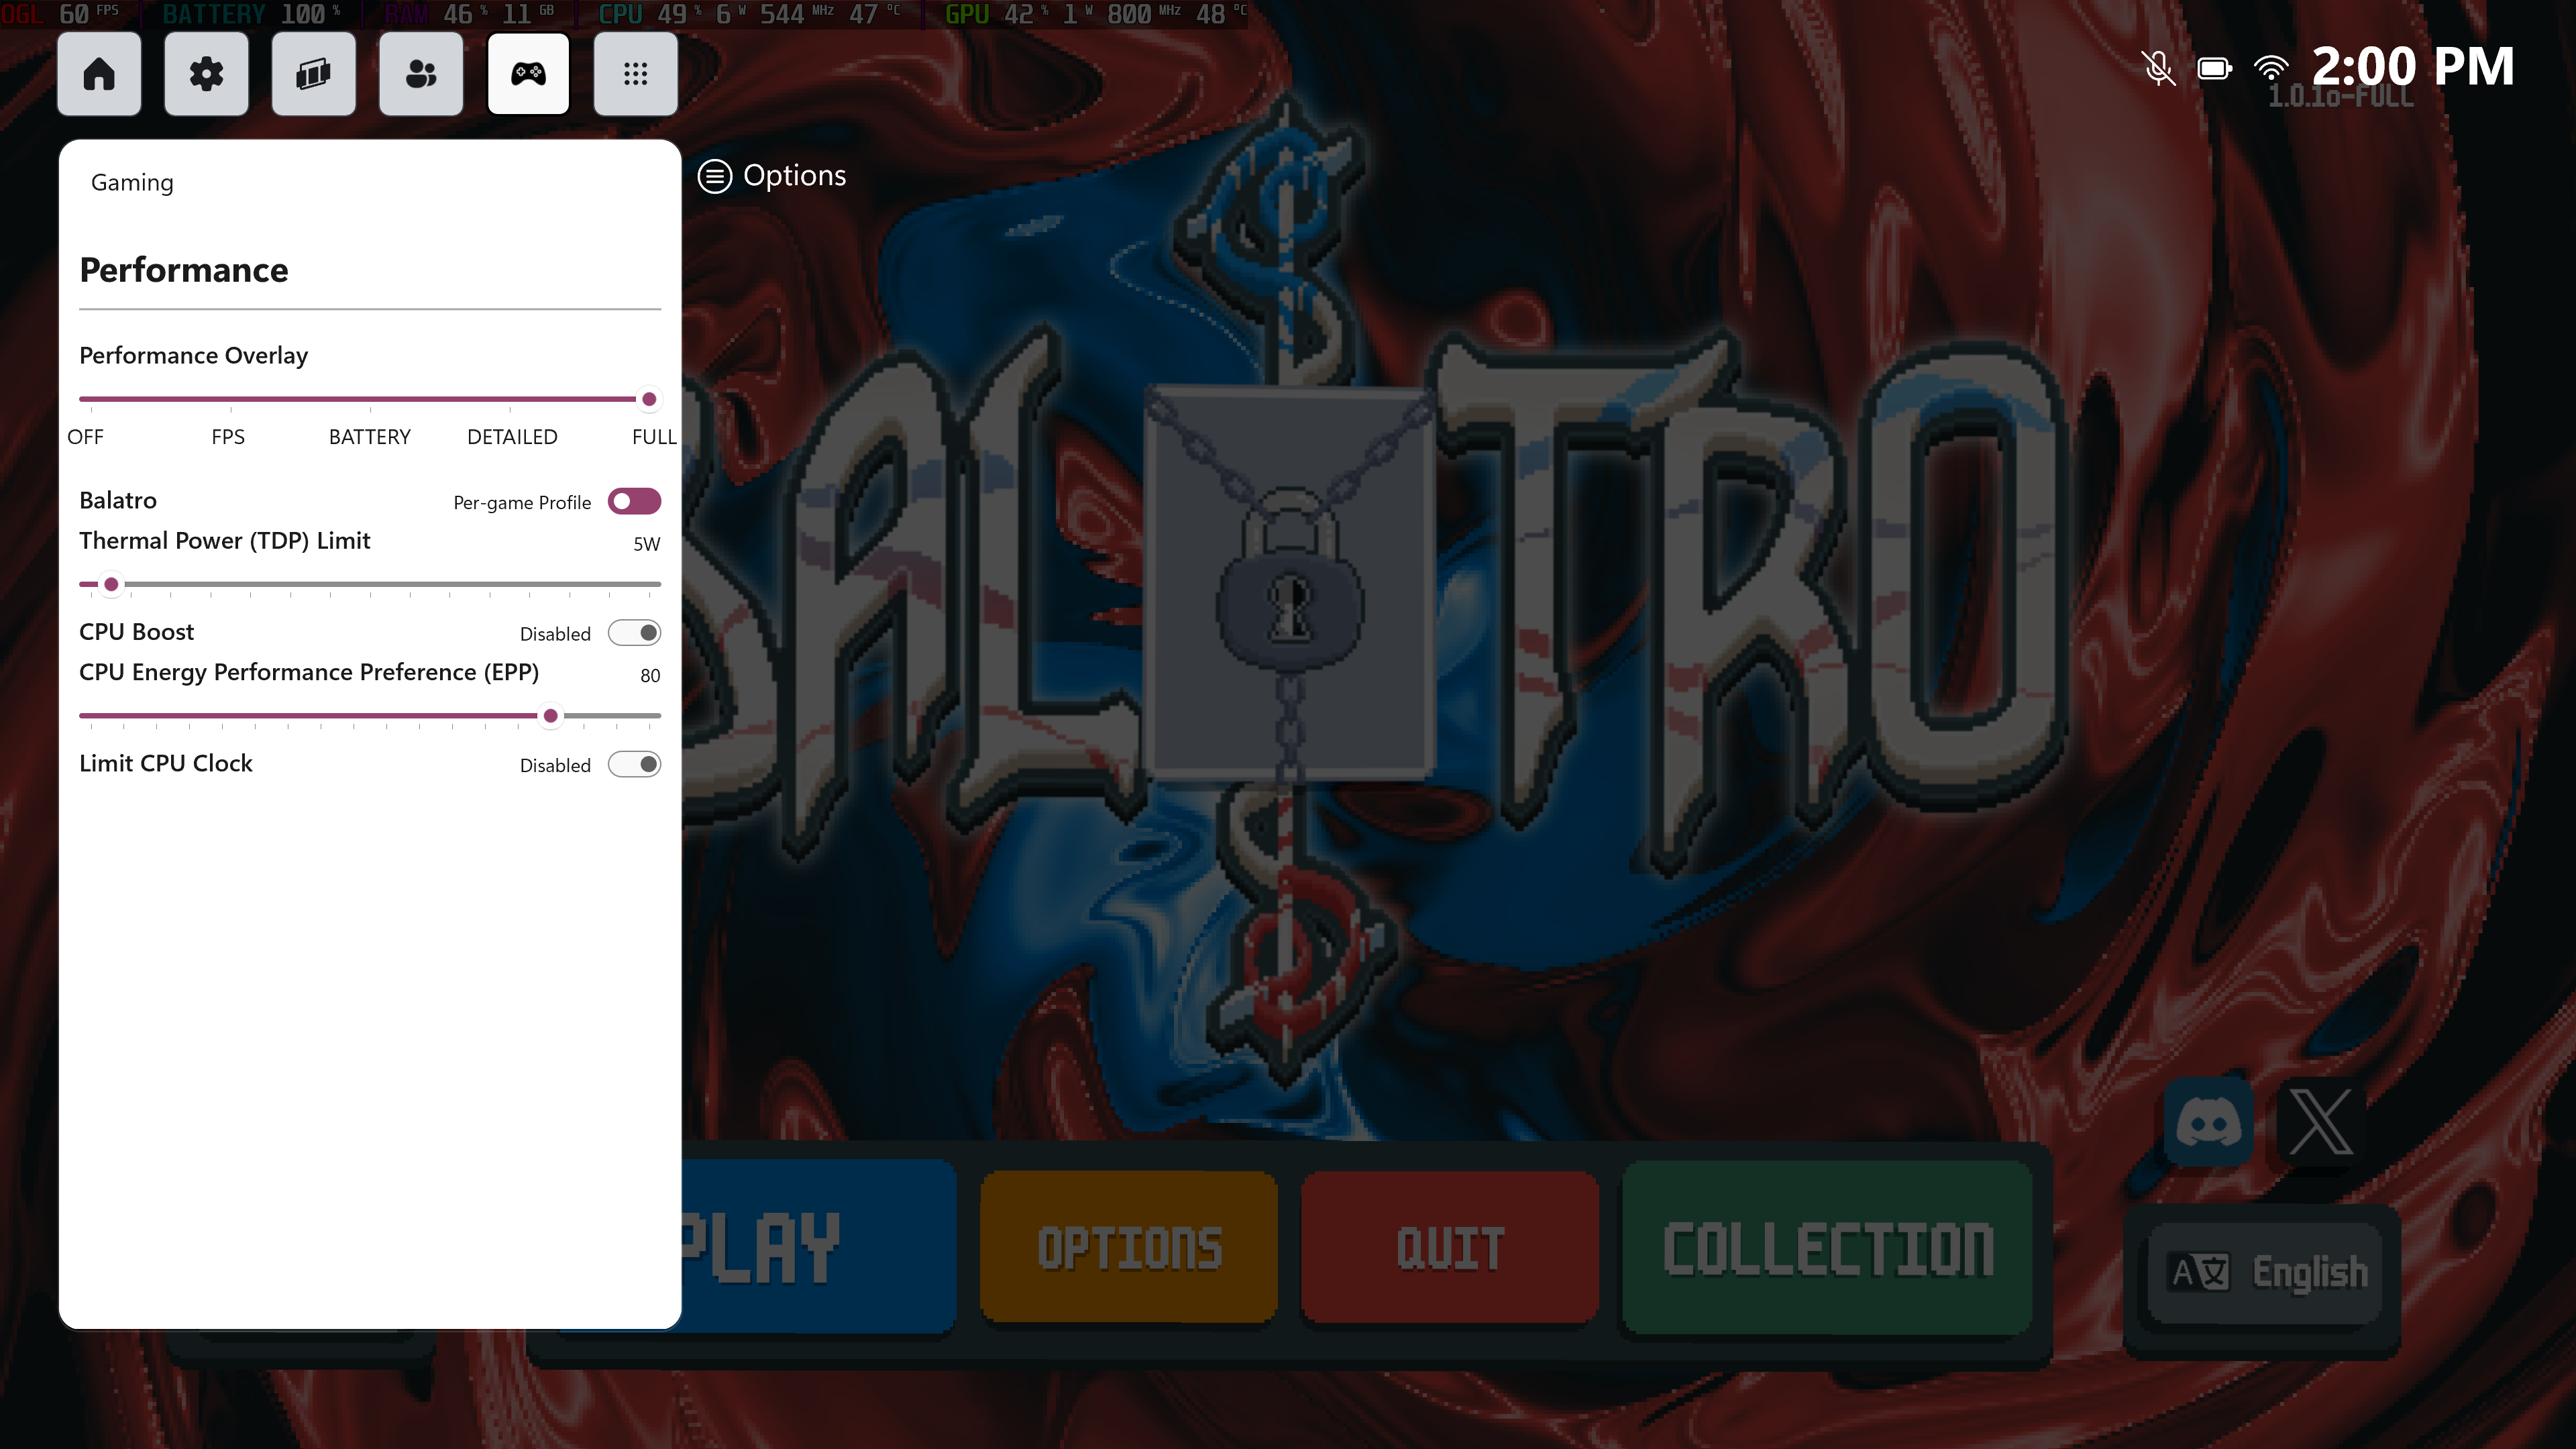 OGL 60 FPS BATTERY 100 % RAM 46 % 11 GB CPU 49 % 6 W 544 MHz 47 °C GPU 42 % 1 W 800 MHz 48 °C
2:00 PM
1.0.1o-FULL
Gaming
Options
Performance
Performance Overlay
OFF FPS BATTERY DETAILED FULL
Balatro Per-game Profile
Thermal Power (TDP) Limit 5W
CPU Boost Disabled
CPU Energy Performance Preference (EPP) 80
Limit CPU Clock Disabled
BALATRO
PLAY OPTIONS QUIT COLLECTION
A文 English